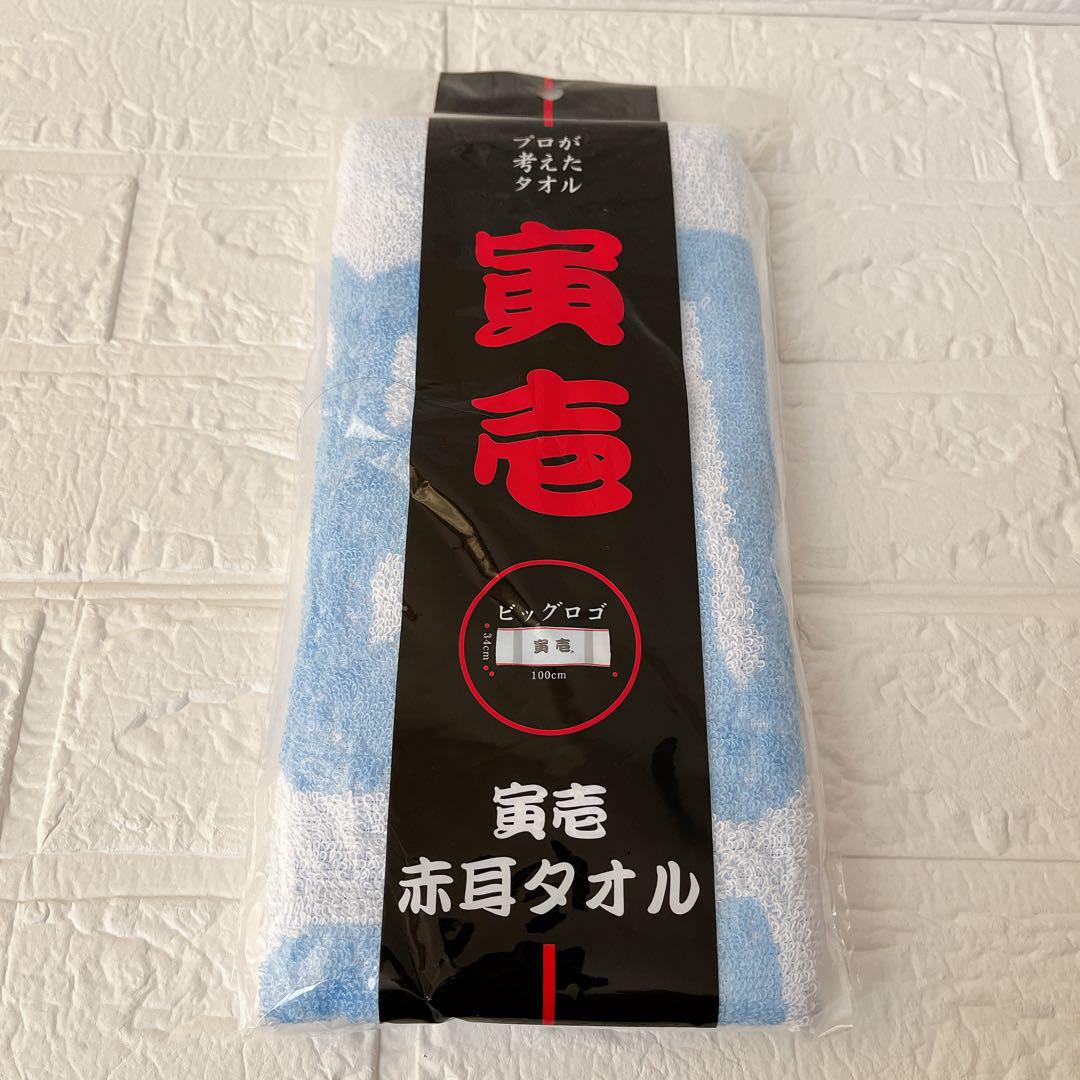 プロが
考えた
タオル
寅壱
ビッグロゴ
34cm
寅壱
100cm
寅壱
赤耳タオル